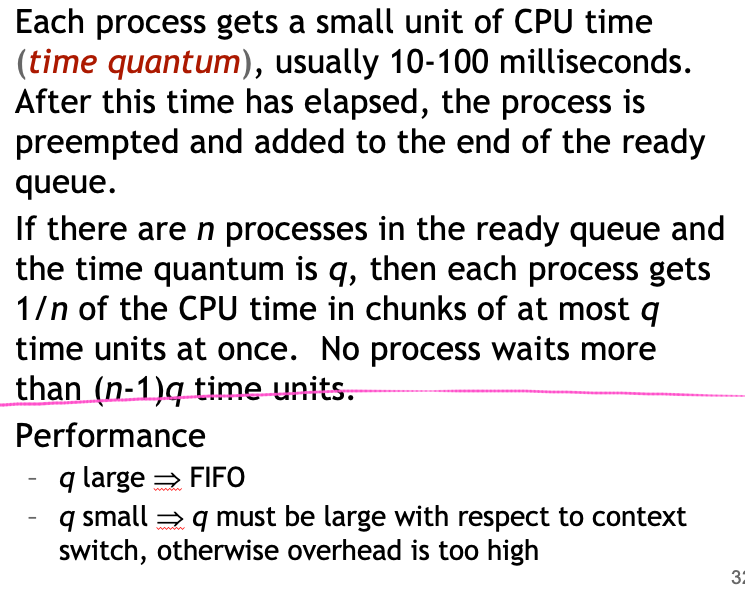 Each process gets a small unit of CPU time
(time quantum), usually 10-100 milliseconds.
After this time has elapsed, the process is
preempted and added to the end of the ready
queue.
If there are n processes in the ready queue and
the time quantum is q, then each process gets
1/n of the CPU time in chunks of at most q
time units at once.  No process waits more
than (n-1)q time units.
Performance
- q large ⇒ FIFO
- q small ⇒ q must be large with respect to context
switch, otherwise overhead is too high
32